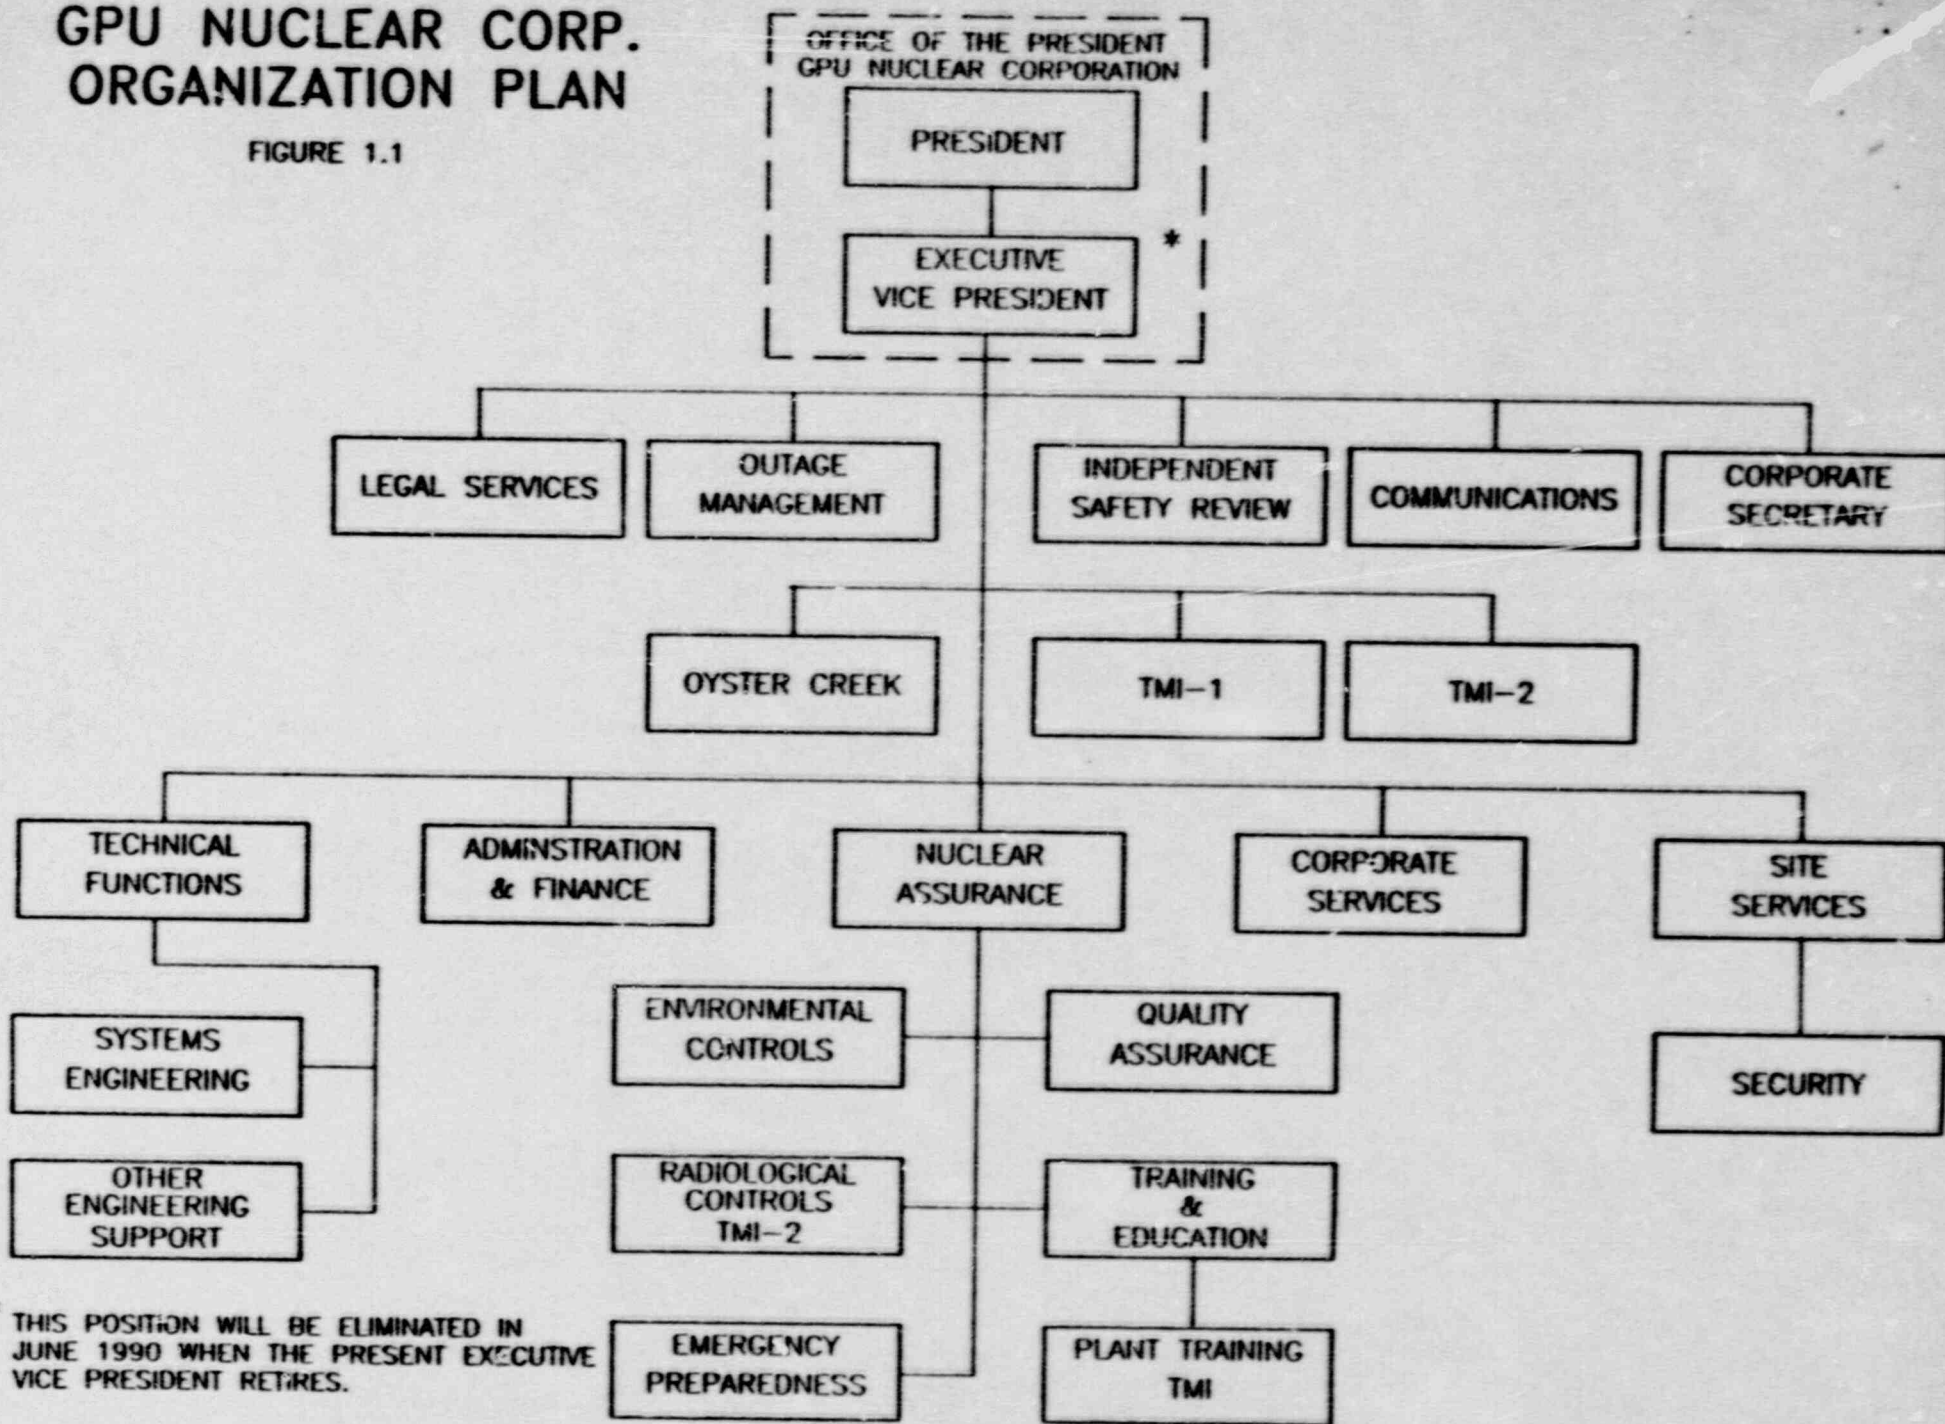 GPU NUCLEAR CORP.
ORGANIZATION PLAN
FIGURE 1.1
OFFICE OF THE PRESIDENT
GPU NUCLEAR CORPORATION
PRESIDENT
EXECUTIVE
VICE PRESIDENT
*
LEGAL SERVICES
OUTAGE
MANAGEMENT
INDEPENDENT
SAFETY REVIEW
COMMUNICATIONS
CORPORATE
SECRETARY
OYSTER CREEK
TMI-1
TMI-2
TECHNICAL
FUNCTIONS
ADMINSTRATION
& FINANCE
NUCLEAR
ASSURANCE
CORPORATE
SERVICES
SITE
SERVICES
SYSTEMS
ENGINEERING
ENVIRONMENTAL
CONTROLS
QUALITY
ASSURANCE
SECURITY
OTHER
ENGINEERING
SUPPORT
RADIOLOGICAL
CONTROLS
TMI-2
TRAINING
&
EDUCATION
EMERGENCY
PREPAREDNESS
PLANT TRAINING
TMI
THIS POSITION WILL BE ELIMINATED IN
JUNE 1990 WHEN THE PRESENT EXECUTIVE
VICE PRESIDENT RETIRES.